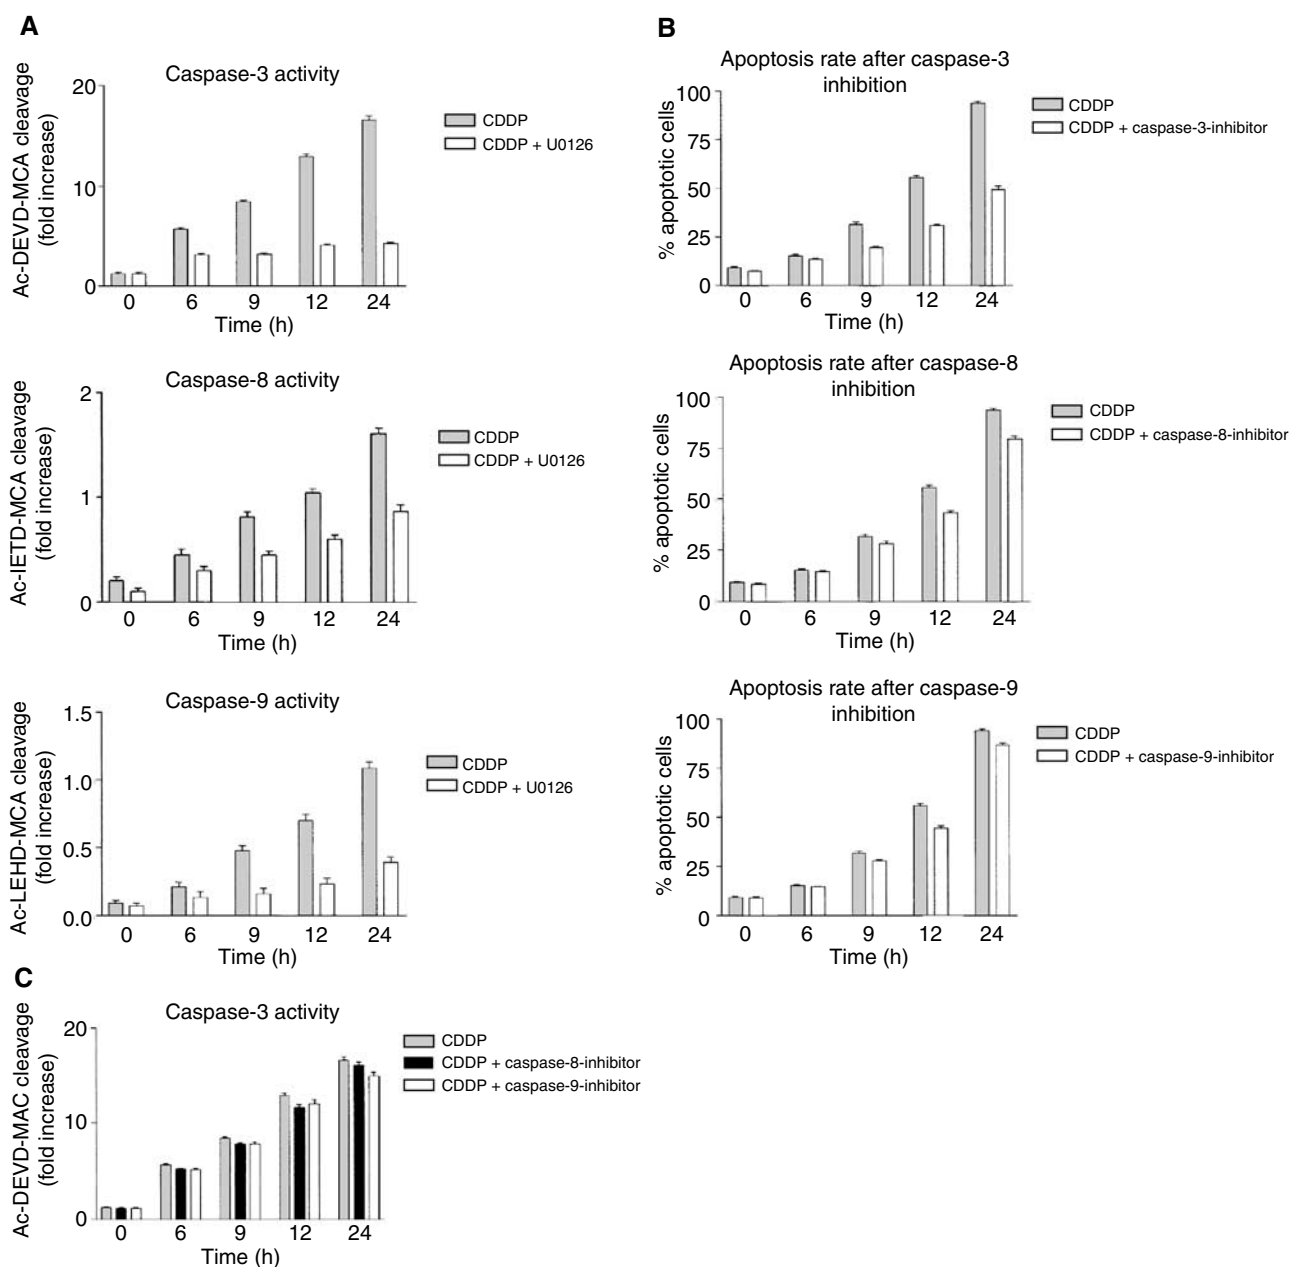 A
Caspase-3 activity
Ac-DEVD-MCA cleavage
(fold increase)
20
10
0
0 6 9 12 24
Time (h)
CDDP
CDDP + U0126
Caspase-8 activity
Ac-IETD-MCA cleavage
(fold increase)
2
1
0
0 6 9 12 24
Time (h)
CDDP
CDDP + U0126
Caspase-9 activity
Ac-LEHD-MCA cleavage
(fold increase)
1.5
1.0
0.5
0.0
0 6 9 12 24
Time (h)
CDDP
CDDP + U0126
B
Apoptosis rate after caspase-3
inhibition
% apoptotic cells
100
75
50
25
0
0 6 9 12 24
Time (h)
CDDP
CDDP + caspase-3-inhibitor
Apoptosis rate after caspase-8
inhibition
% apoptotic cells
100
75
50
25
0
0 6 9 12 24
Time (h)
CDDP
CDDP + caspase-8-inhibitor
Apoptosis rate after caspase-9
inhibition
% apoptotic cells
100
75
50
25
0
0 6 9 12 24
Time (h)
CDDP
CDDP + caspase-9-inhibitor
C
Caspase-3 activity
Ac-DEVD-MAC cleavage
(fold increase)
20
10
0
0 6 9 12 24
Time (h)
CDDP
CDDP + caspase-8-inhibitor
CDDP + caspase-9-inhibitor